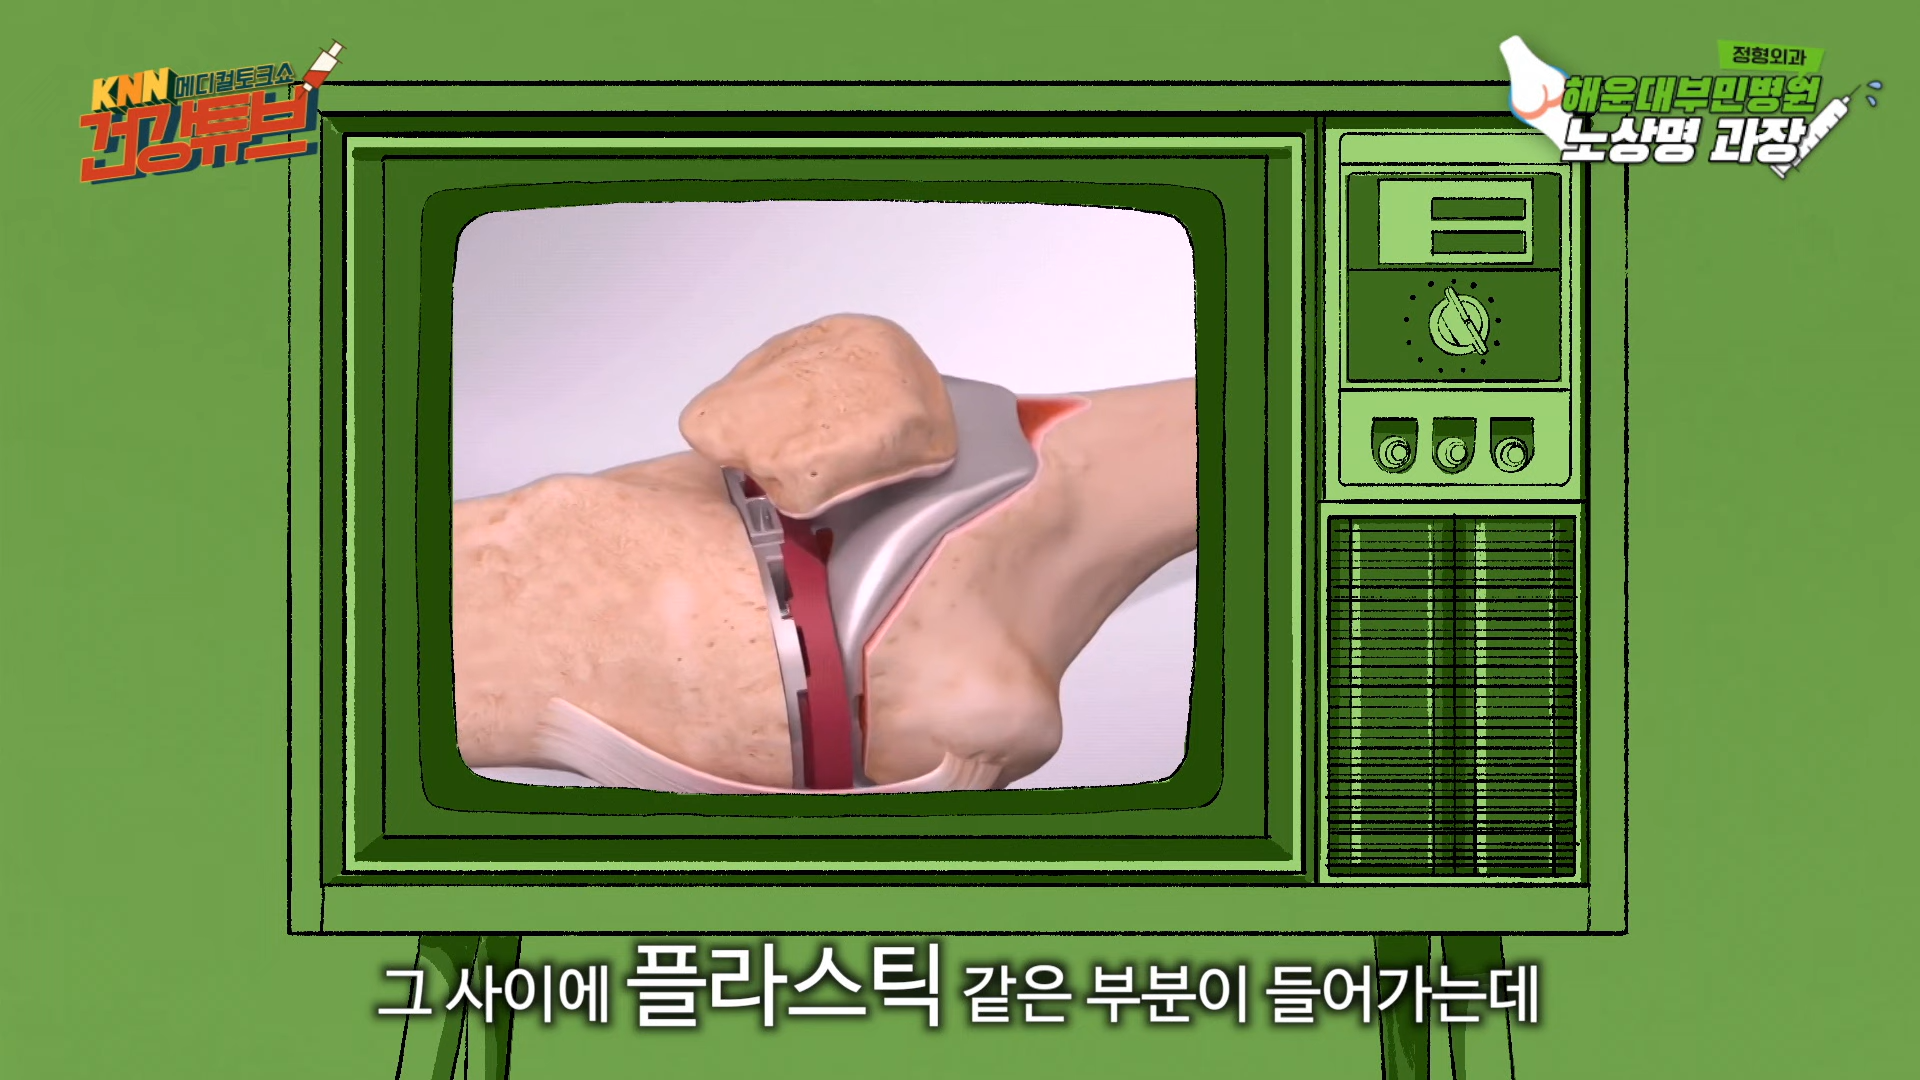 KNN 메디컬토크쇼
건강튜브
정형외과
해운대부민병원
노상명 과장
그 사이에 플라스틱 같은 부분이 들어가는데